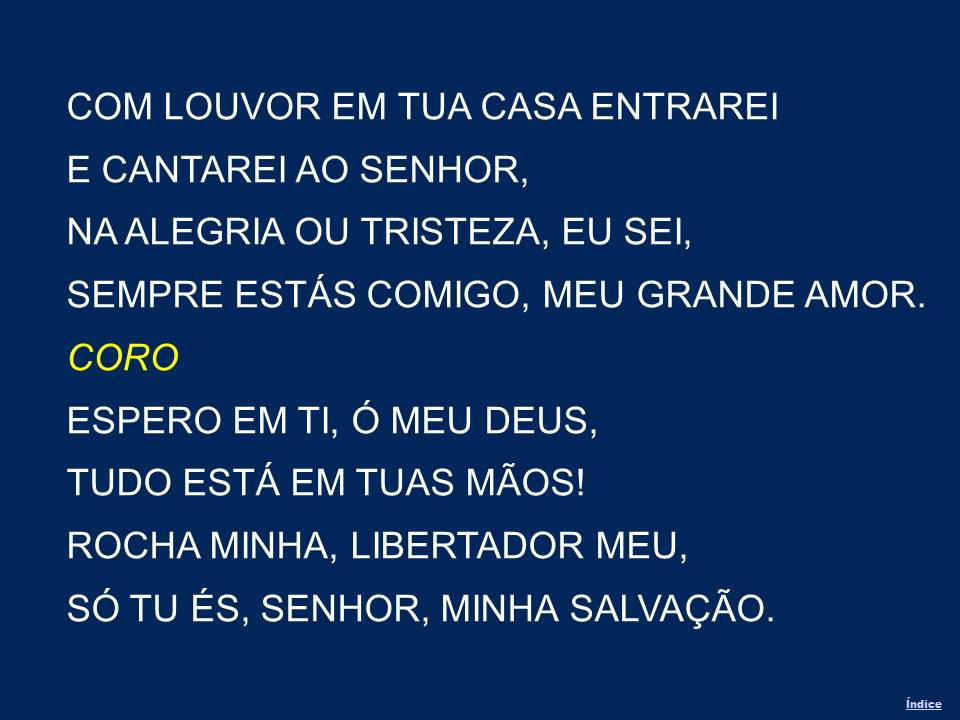 COM LOUVOR EM TUA CASA ENTRAREI
E CANTAREI AO SENHOR,
NA ALEGRIA OU TRISTEZA, EU SEI,
SEMPRE ESTÁS COMIGO, MEU GRANDE AMOR.
CORO
ESPERO EM TI, Ó MEU DEUS,
TUDO ESTÁ EM TUAS MÃOS!
ROCHA MINHA, LIBERTADOR MEU,
SÓ TU ÉS, SENHOR, MINHA SALVAÇÃO.
Índice